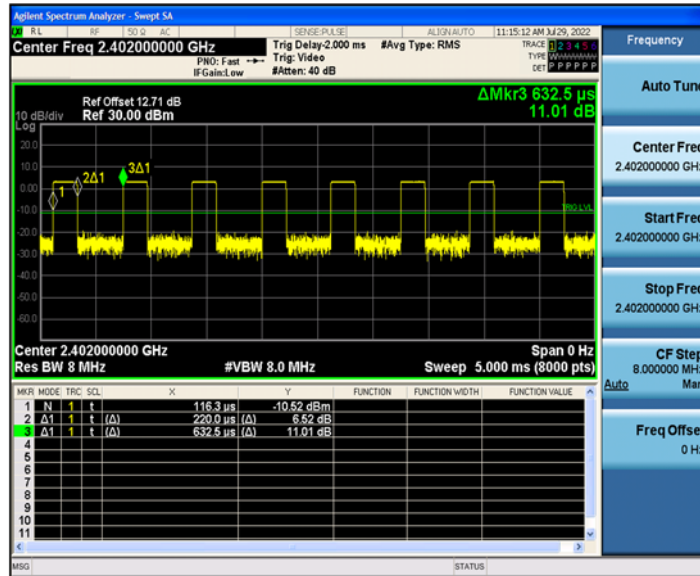 Agilent Spectrum Analyzer - Swept SA
RL RF 50 Ω AC SENSE:PULSE ALIGN AUTO 11:15:12 AM Jul 29, 2022
Center Freq 2.402000000 GHz
Trig Delay-2.000 ms #Avg Type: RMS
TRACE 1 2 3 4 5 6
PNO: Fast Trig: Video
TYPE
IFGain:Low #Atten: 40 dB
DET P P P P P P
Frequency
Auto Tune
Ref Offset 12.71 dB
ΔMkr3 632.5 µs
10 dB/div Ref 30.00 dBm
11.01 dB
Log
20.0
10.0
0.00
-10.0
-20.0
-30.0
-40.0
-50.0
-60.0
1
2Δ1
3Δ1
TRIG LVL
Center 2.402000000 GHz Span 0 Hz
Res BW 8 MHz #VBW 8.0 MHz Sweep 5.000 ms (8000 pts)
MKR MODE TRC SCL X Y FUNCTION FUNCTION WIDTH FUNCTION VALUE
1 N 1 t 116.3 µs -10.52 dBm
2 Δ1 1 t (Δ) 220.0 µs (Δ) 6.52 dB
3 Δ1 1 t (Δ) 632.5 µs (Δ) 11.01 dB
4
5
6
7
8
9
10
11
MSG STATUS
Center Freq
2.402000000 GHz
Start Freq
2.402000000 GHz
Stop Freq
2.402000000 GHz
CF Step
8.000000 MHz
Auto Man
Freq Offset
0 Hz